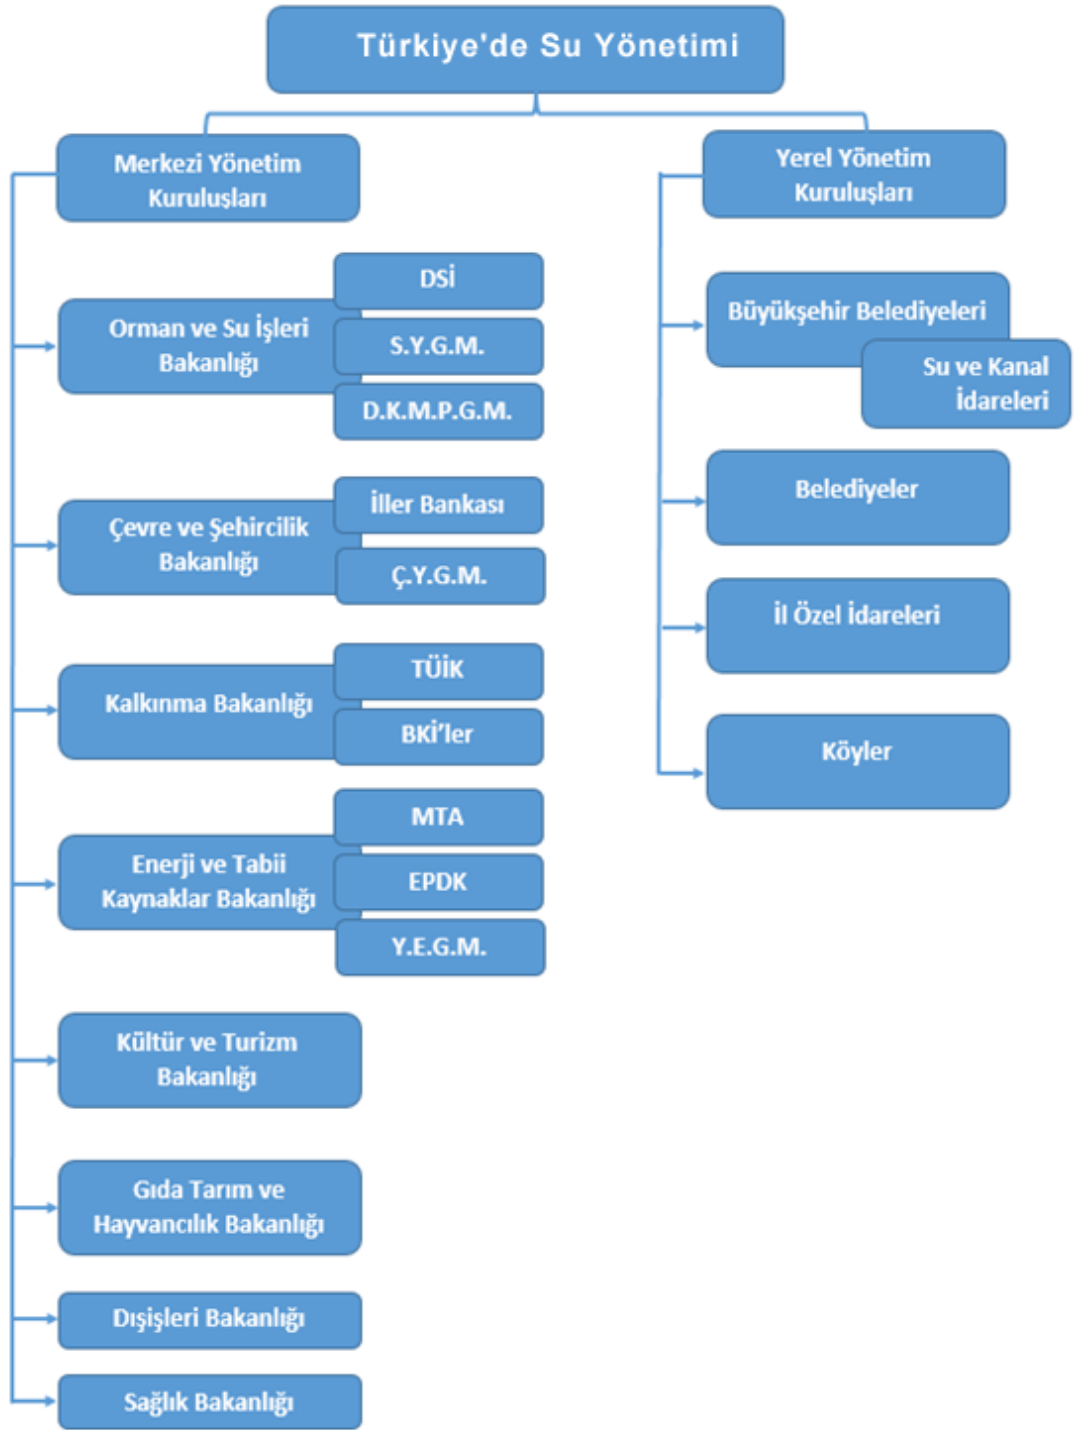 Türkiye'de Su Yönetimi
Merkezi Yönetim
Kuruluşları
Orman ve Su İşleri
Bakanlığı
DSİ
S.Y.G.M.
D.K.M.P.G.M.
Çevre ve Şehircilik
Bakanlığı
İller Bankası
Ç.Y.G.M.
Kalkınma Bakanlığı
TÜİK
BKİ’ler
Enerji ve Tabii
Kaynaklar Bakanlığı
MTA
EPDK
Y.E.G.M.
Kültür ve Turizm
Bakanlığı
Gıda Tarım ve
Hayvancılık Bakanlığı
Dışişleri Bakanlığı
Sağlık Bakanlığı
Yerel Yönetim
Kuruluşları
Büyükşehir Belediyeleri
Su ve Kanal
İdareleri
Belediyeler
İl Özel İdareleri
Köyler